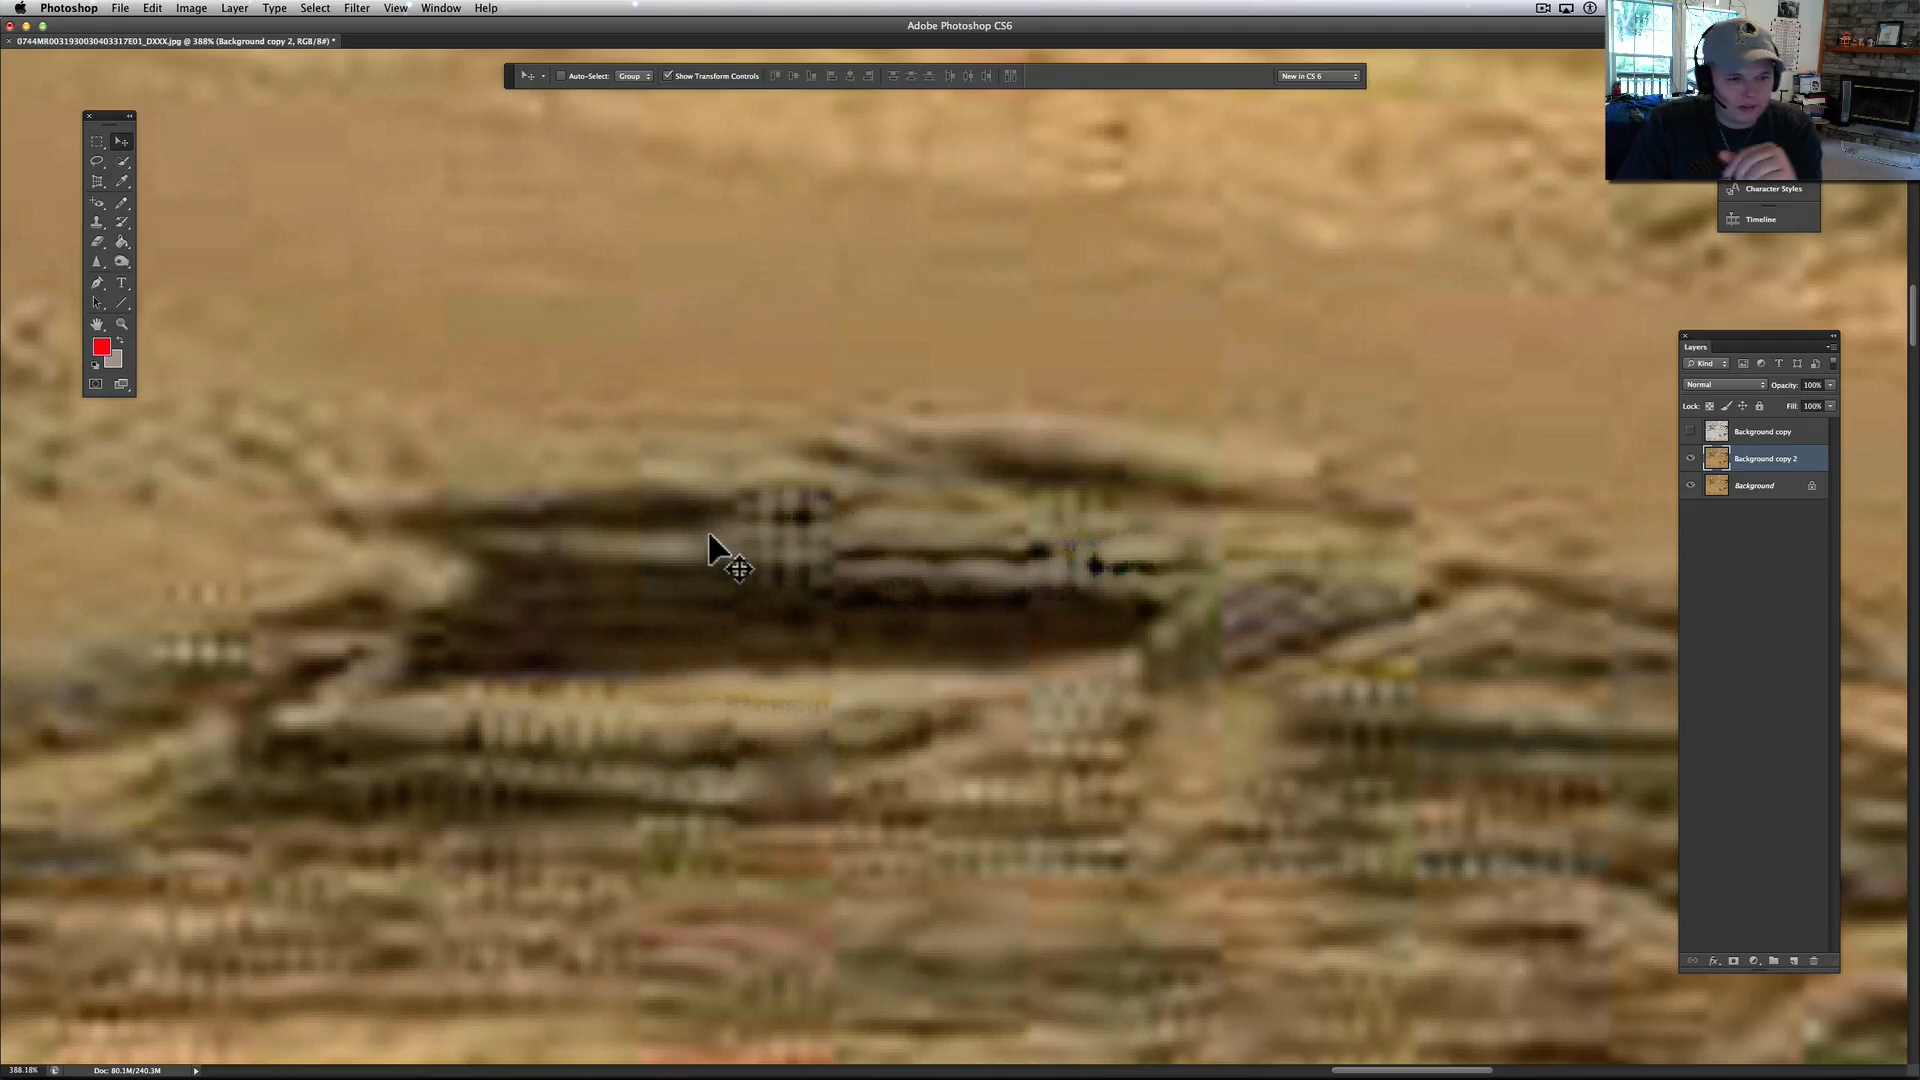 Photoshop File Edit Image Layer Type Select Filter View Window Help
Adobe Photoshop CS6
0744MR0031930030403317E01_DXXX.jpg @ 388% (Background copy 2, RGB/8#) *
Auto-Select: Group Show Transform Controls New in CS 6
Character Styles
Timeline
Layers
Kind
Normal Opacity: 100%
Lock: Fill: 100%
Background copy
Background copy 2
Background
388.18% Doc: 80.1M/240.3M